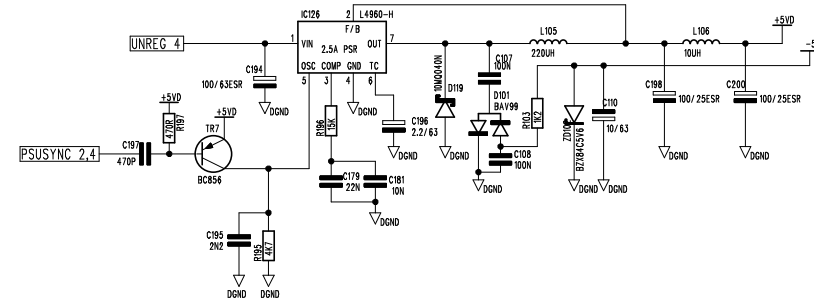 IC126
2
L4960-H
F/B
UNREG 4
1
VIN
2.5A PSR
OUT
7
OSC
COMP
GND
TC
5
3
4
6
C194
100/63ESR
DGND
DGND
+5VD
470R
R197
+5VD
TR7
PSUSYNC 2,4
C197
470P
BC856
R196
15K
C196
2.2/63
DGND
C179
22N
C181
10N
DGND
C195
2N2
R195
4K7
DGND
DGND
10MQ040N
D119
DGND
C107
100N
D101
BAV99
C108
100N
DGND
R103
1K2
L105
220UH
BZX84C5V6
DGND
C110
10/63
DGND
L106
10UH
+5VD
C198
100/25ESR
DGND
C200
100/25ESR
DGND